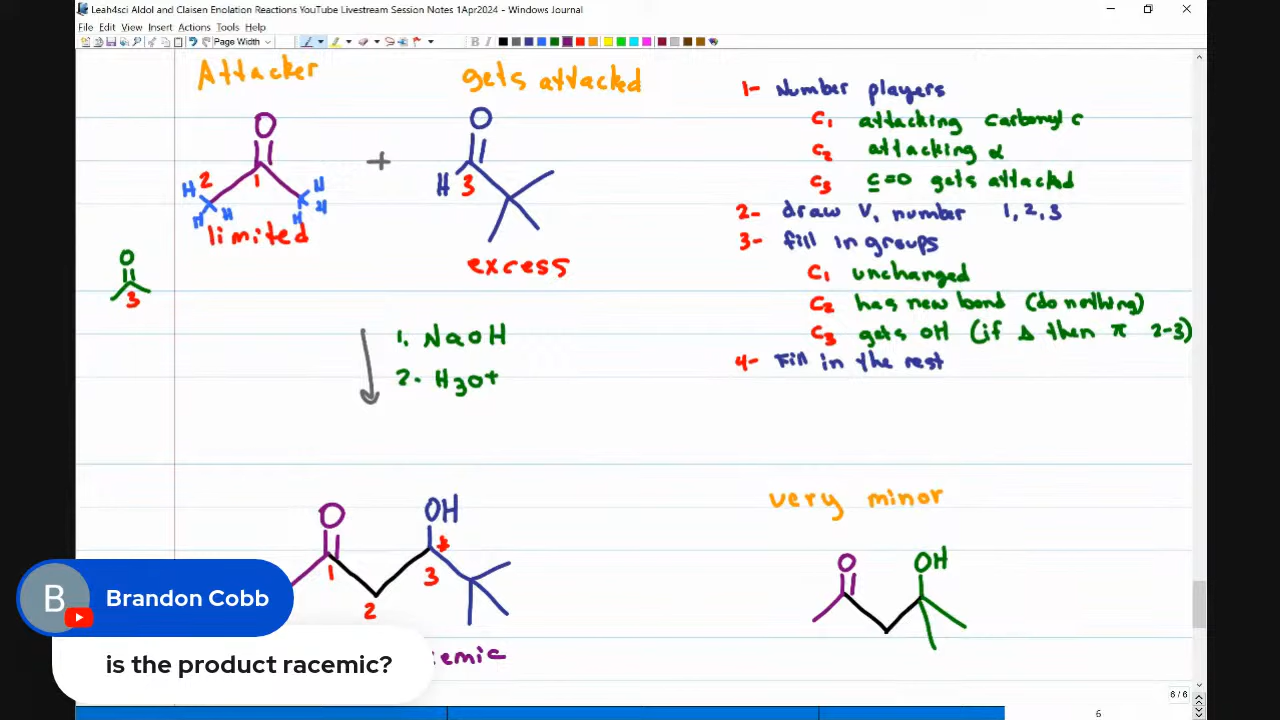 Leah4sci Aldol and Claisen Enolation Reactions YouTube Livestream Session Notes 1Apr2024 - Windows Journal
File Edit View Insert Actions Tools Help
Page Width
B I
Attacker
gets attacked
O
H 2 1 H
H H H H
limited
+
O
H 3
excess
O
3
1. NaOH
2. H3O+
1- Number players
C1 attacking carbonyl c
C2 attacking α
C3 C=O gets attacked
2- draw V, number 1, 2, 3
3- fill in groups
C1 unchanged
C2 has new bond (do nothing)
C3 gets OH (if Δ then π 2-3)
4- Fill in the rest
O OH
1 2 3 *
very minor
O OH
B Brandon Cobb
is the product racemic?
emic
6 / 6
6